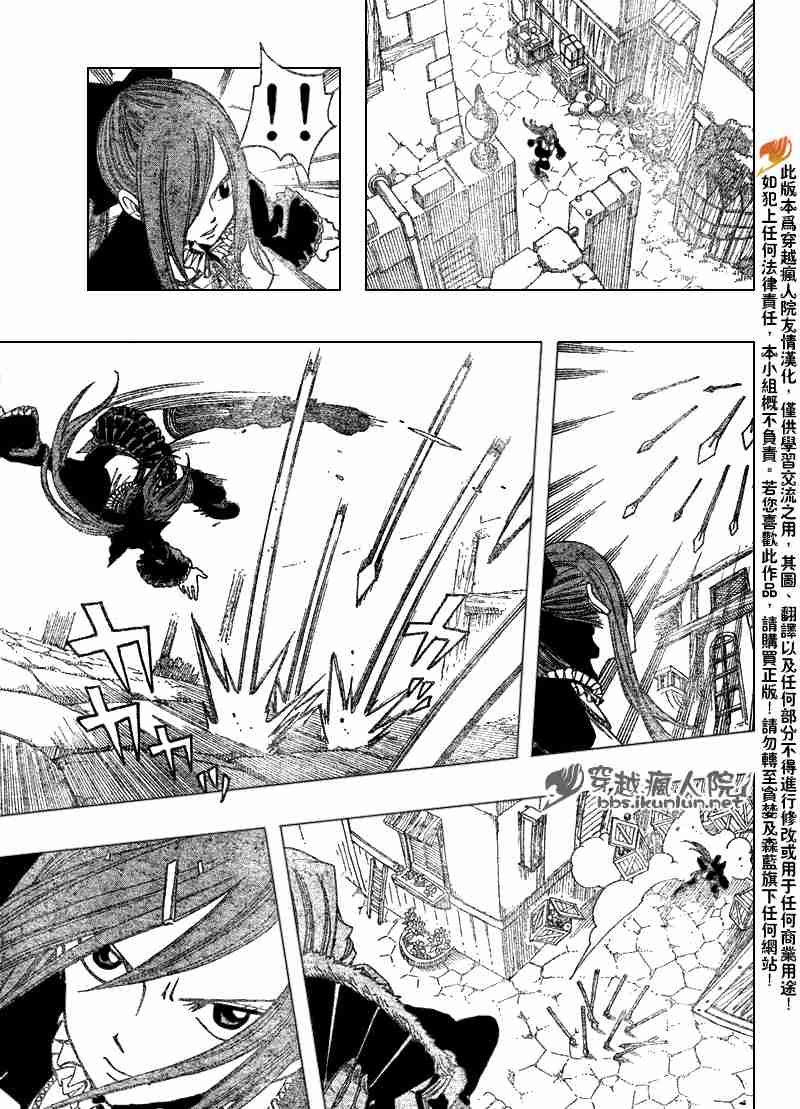 !!
ガ
ガ
ガ
ガ
此版本爲穿越瘋人院友情漢化，僅供學習交流之用，其圖、翻譯以及任何部分不得進行修改或用于任何商業用途！
如犯上任何法律責任，本小組概不負責。若您喜歡此作品，請購買正版！請勿轉至貪婪及森藍旗下任何網站！
穿越瘋人院
bbs.ikunlun.net